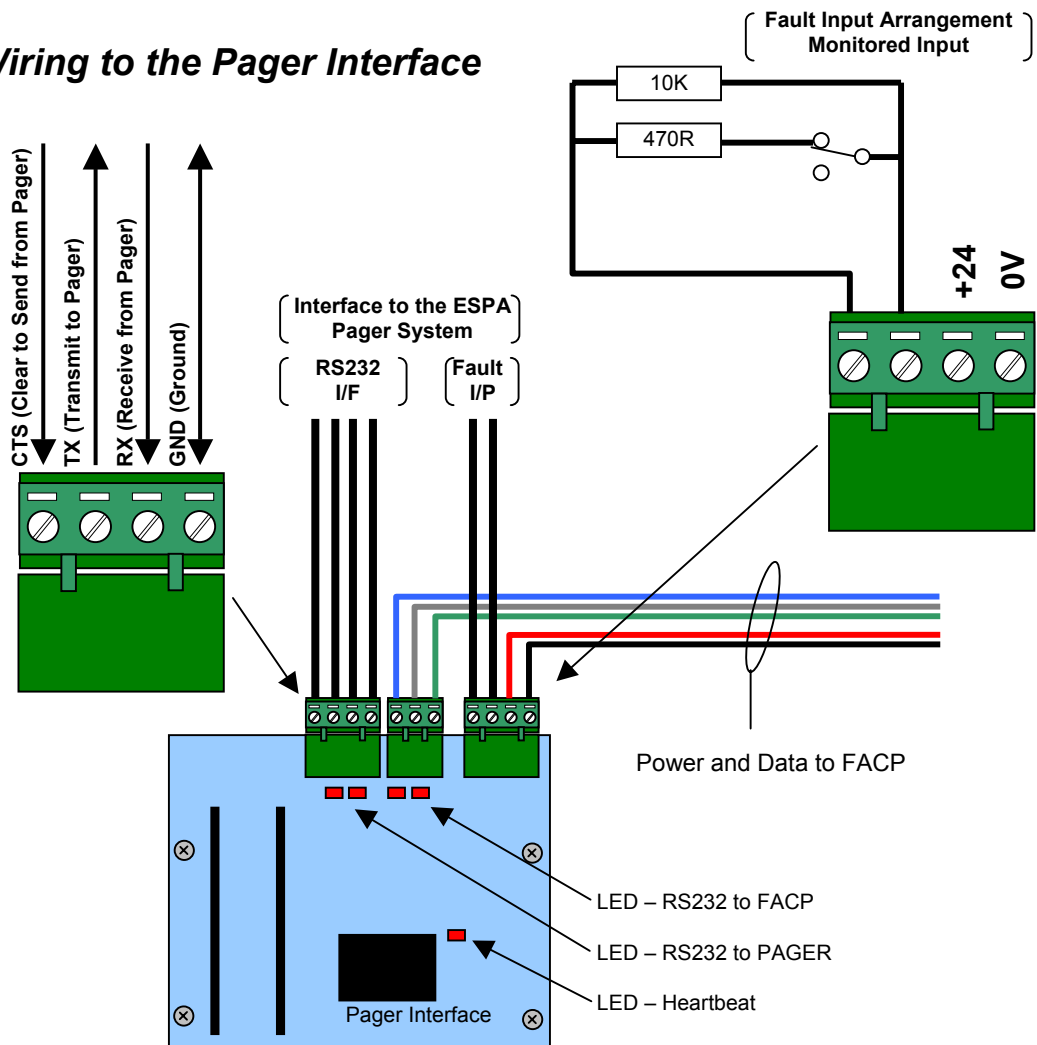 Wiring to the Pager Interface
Fault Input Arrangement
Monitored Input
10K
470R
+24
0V
CTS (Clear to Send from Pager)
TX (Transmit to Pager)
RX (Receive from Pager)
GND (Ground)
Interface to the ESPA
Pager System
RS232
I/F
Fault
I/P
Power and Data to FACP
LED – RS232 to FACP
LED – RS232 to PAGER
LED – Heartbeat
Pager Interface